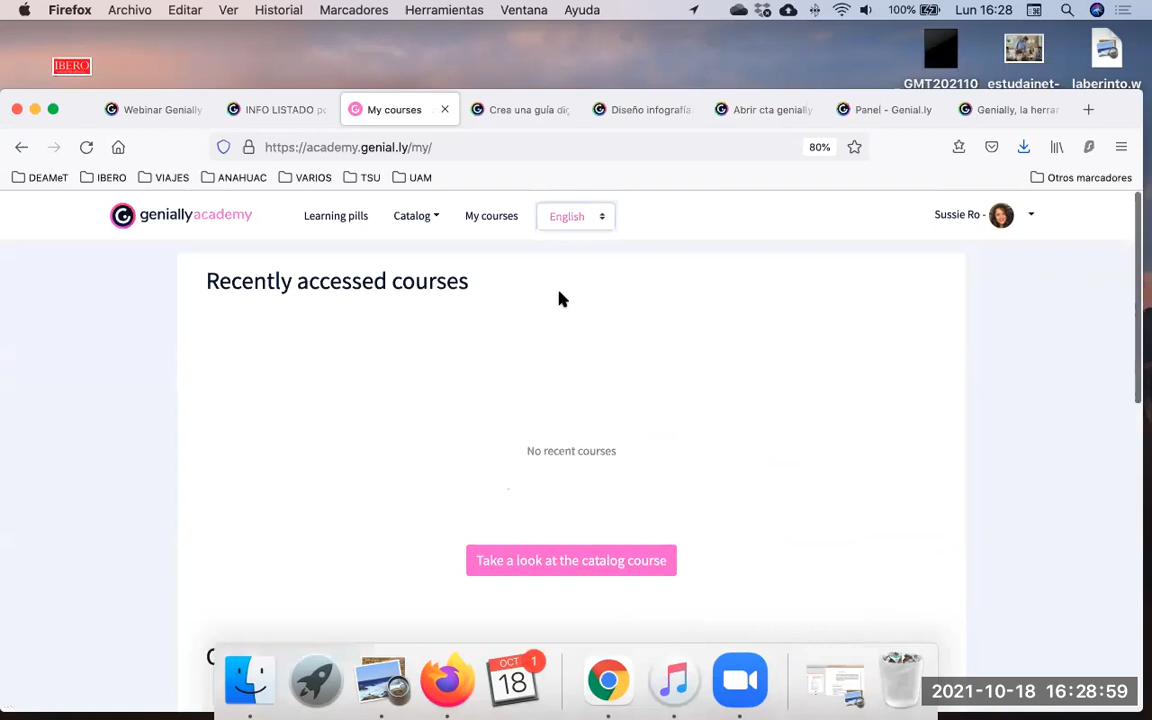 Firefox Archivo Editar Ver Historial Marcadores Herramientas Ventana Ayuda 100% Lun 16:28
IBERO
GMT202110 estudainet- laberinto.w
Webinar Genially INFO LISTADO po My courses Crea una guía dig Diseño infografía Abrir cta genially Panel - Genial.ly Genially, la herrar
https://academy.genial.ly/my/ 80%
DEAMeT IBERO VIAJES ANAHUAC VARIOS TSU UAM Otros marcadores
geniallyacademy Learning pills Catalog My courses English Sussie Ro -
Recently accessed courses
No recent courses
Take a look at the catalog course
OCT 1
18
2021-10-18 16:28:59